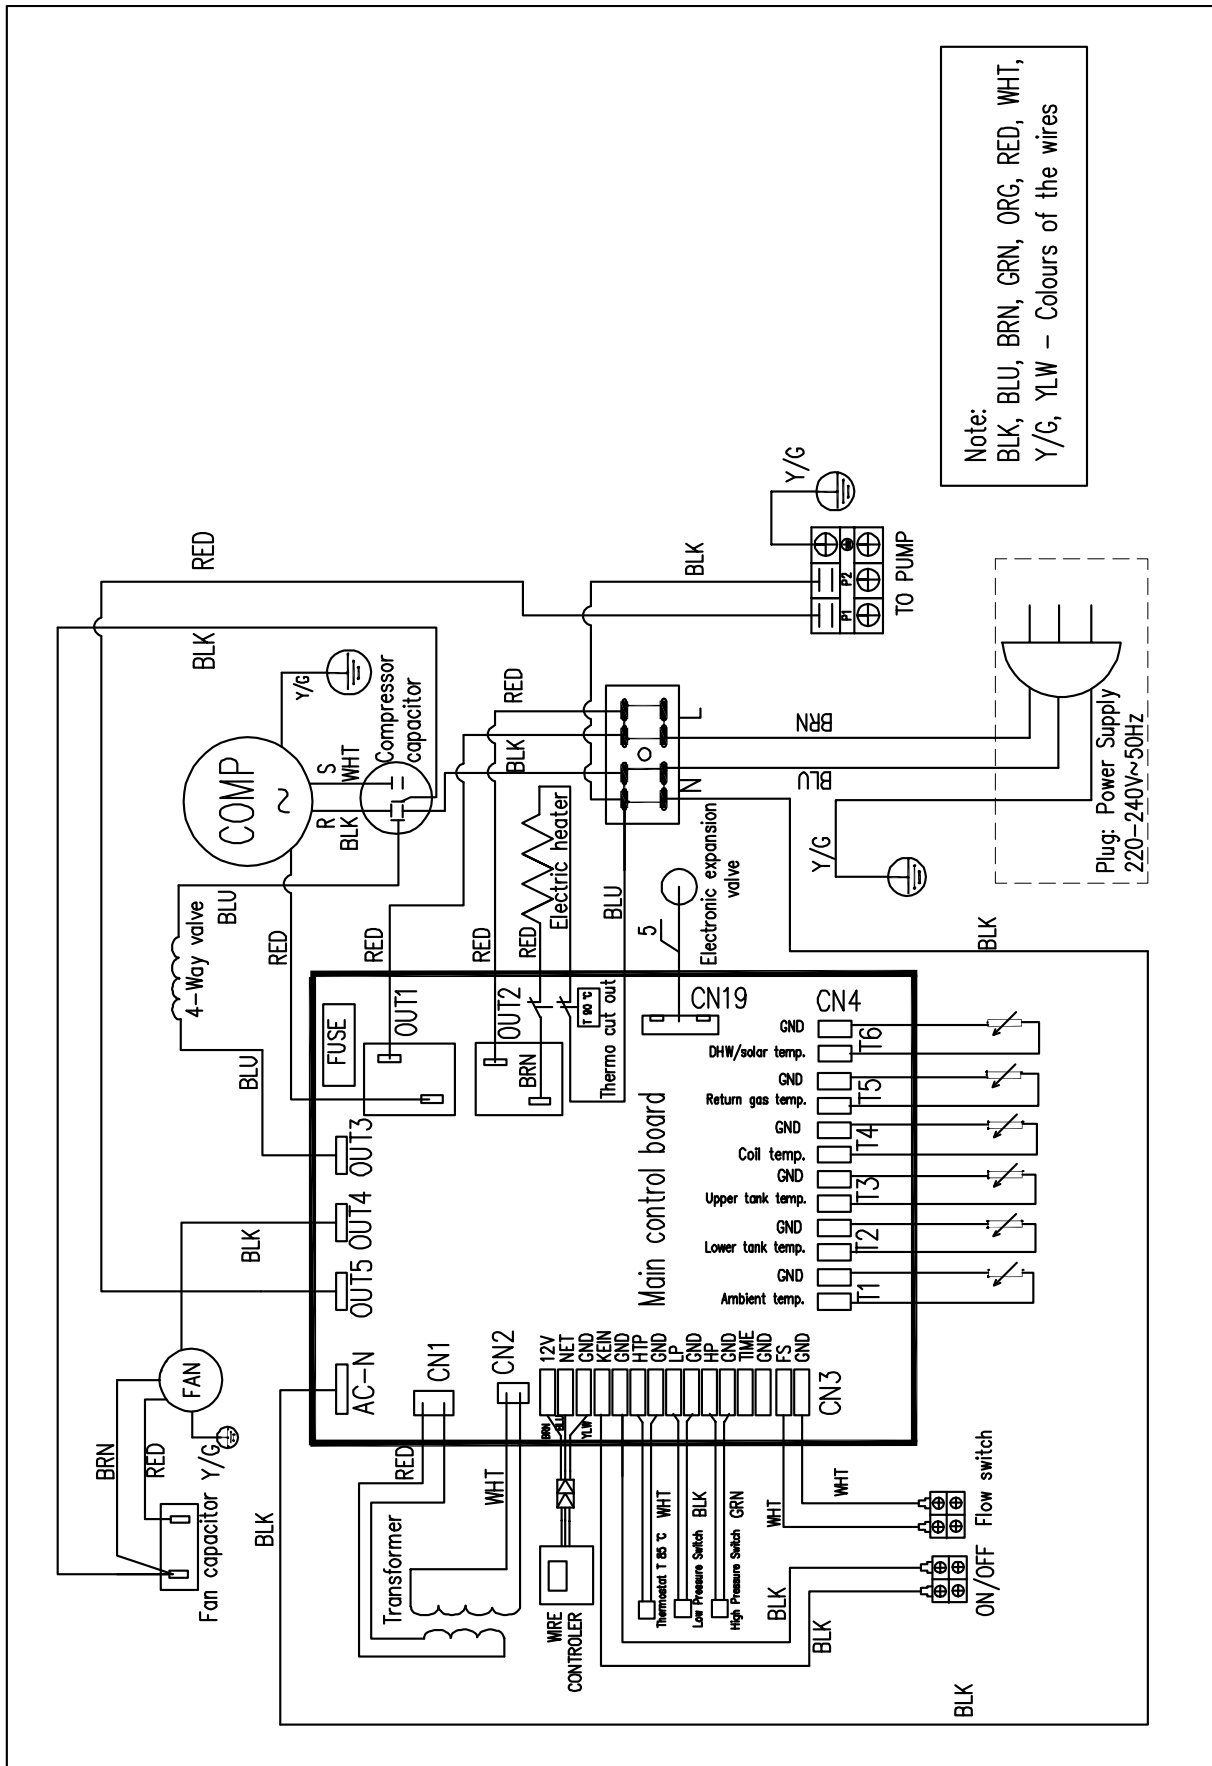 Note:
BLK, BLU, BRN, GRN, ORG, RED, WHT,
Y/G, YLW – Colours of the wires
BRN
RED
Y/G
FAN
Fan capacitor
BLK
BLK
RED
BLK
BLU
4-Way valve
BLU
RED
COMP
~
Y/G
S
WHT
R
BLK
Compressor
capacitor
AC-N
OUT5
OUT4
OUT3
FUSE
OUT1
RED
BLK
RED
RED
OUT2
BRN
RED
Electric heater
T 90 °C
Thermo cut out
BLU
BLK
Y/G
P1
P2
TO PUMP
N
L
BLU
BRN
Y/G
Plug: Power Supply
220-240V~50Hz
5
Electronic expansion
valve
CN19
BLK
Main control board
CN1
CN2
RED
WHT
Transformer
12V
NET
GND
KEIN
GND
HTP
GND
LP
GND
HP
GND
TIME
GND
FS
GND
CN3
BRN
BLU
YLW
WIRE
CONTROLER
Thermostat T 85 °C
WHT
Low Pressure Switch
BLK
High Pressure Switch
GRN
WHT
WHT
Flow switch
BLK
BLK
ON/OFF
BLK
CN4
Ambient temp.
GND
T1
Lower tank temp.
GND
T2
Upper tank temp.
GND
T3
Coil temp.
GND
T4
Return gas temp.
GND
T5
DHW/solar temp.
GND
T6